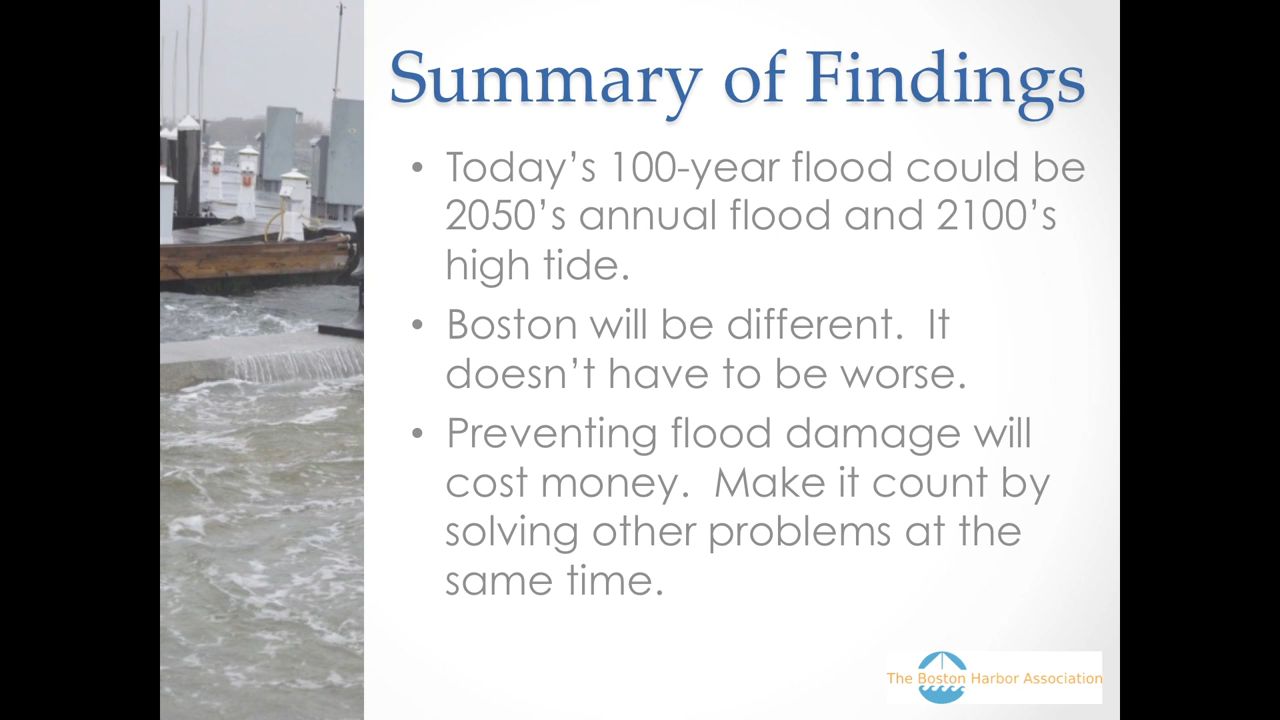 Summary of Findings
• Today’s 100-year flood could be
2050’s annual flood and 2100’s
high tide.
• Boston will be different.  It
doesn’t have to be worse.
• Preventing flood damage will
cost money.  Make it count by
solving other problems at the
same time.
The Boston Harbor Association